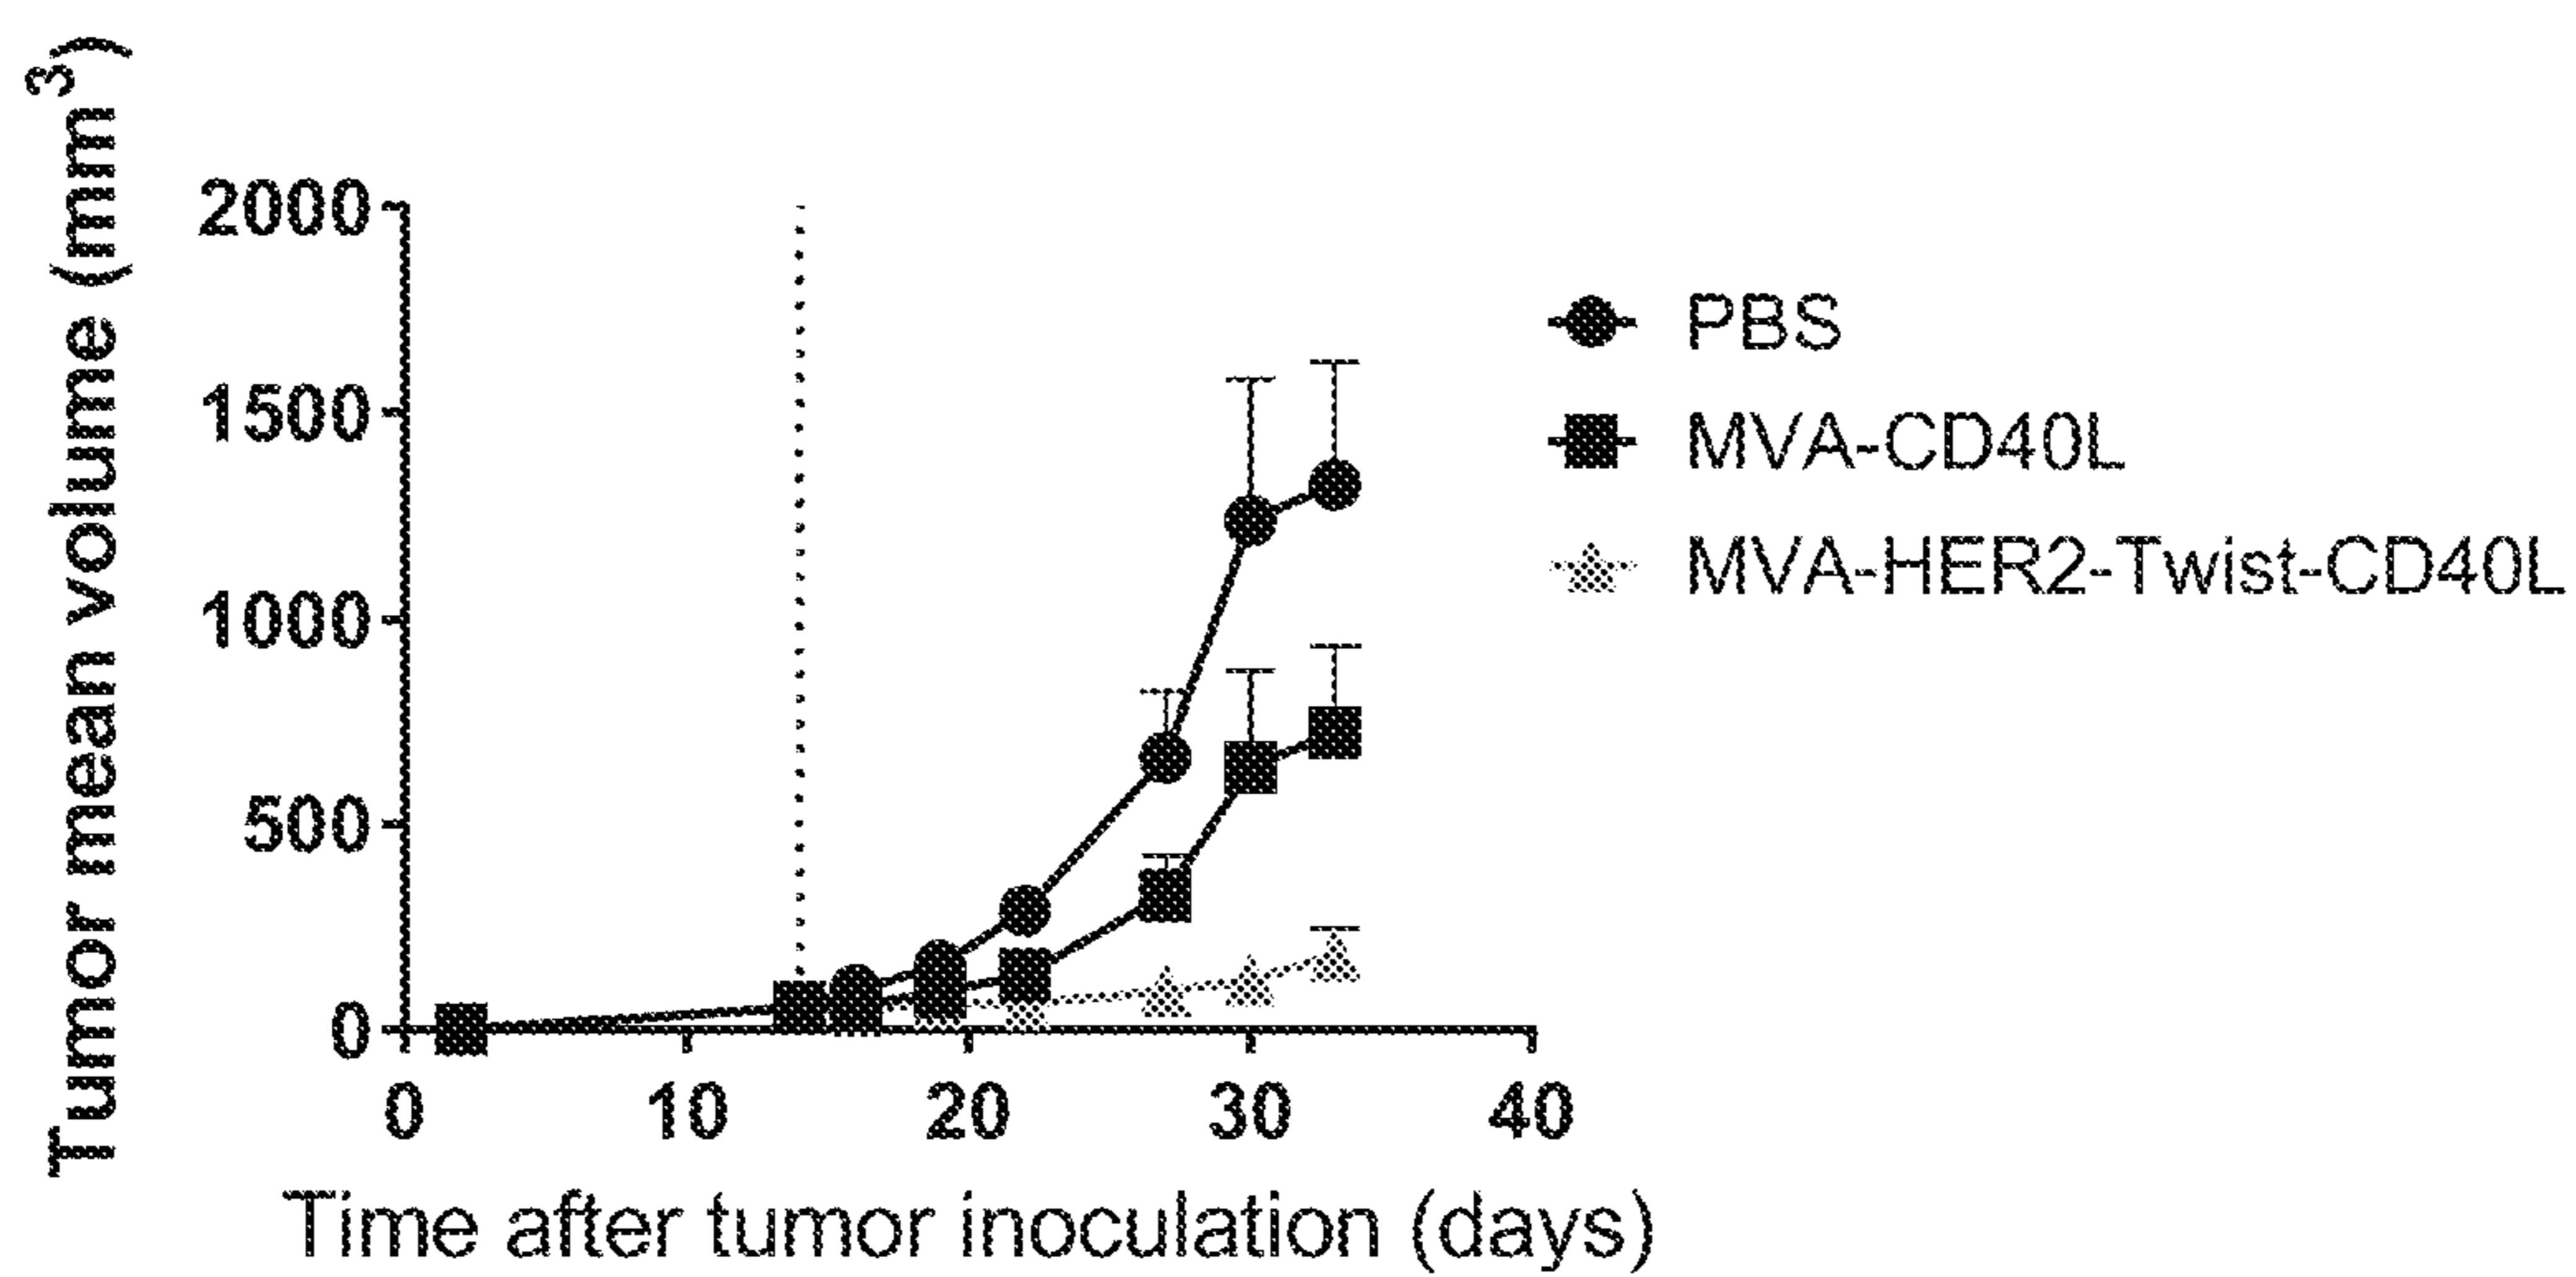 Tumor mean volume (mm³)
2000
1500
1000
500
0
0 10 20 30 40
Time after tumor inoculation (days)
PBS
MVA-CD40L
MVA-HER2-Twist-CD40L